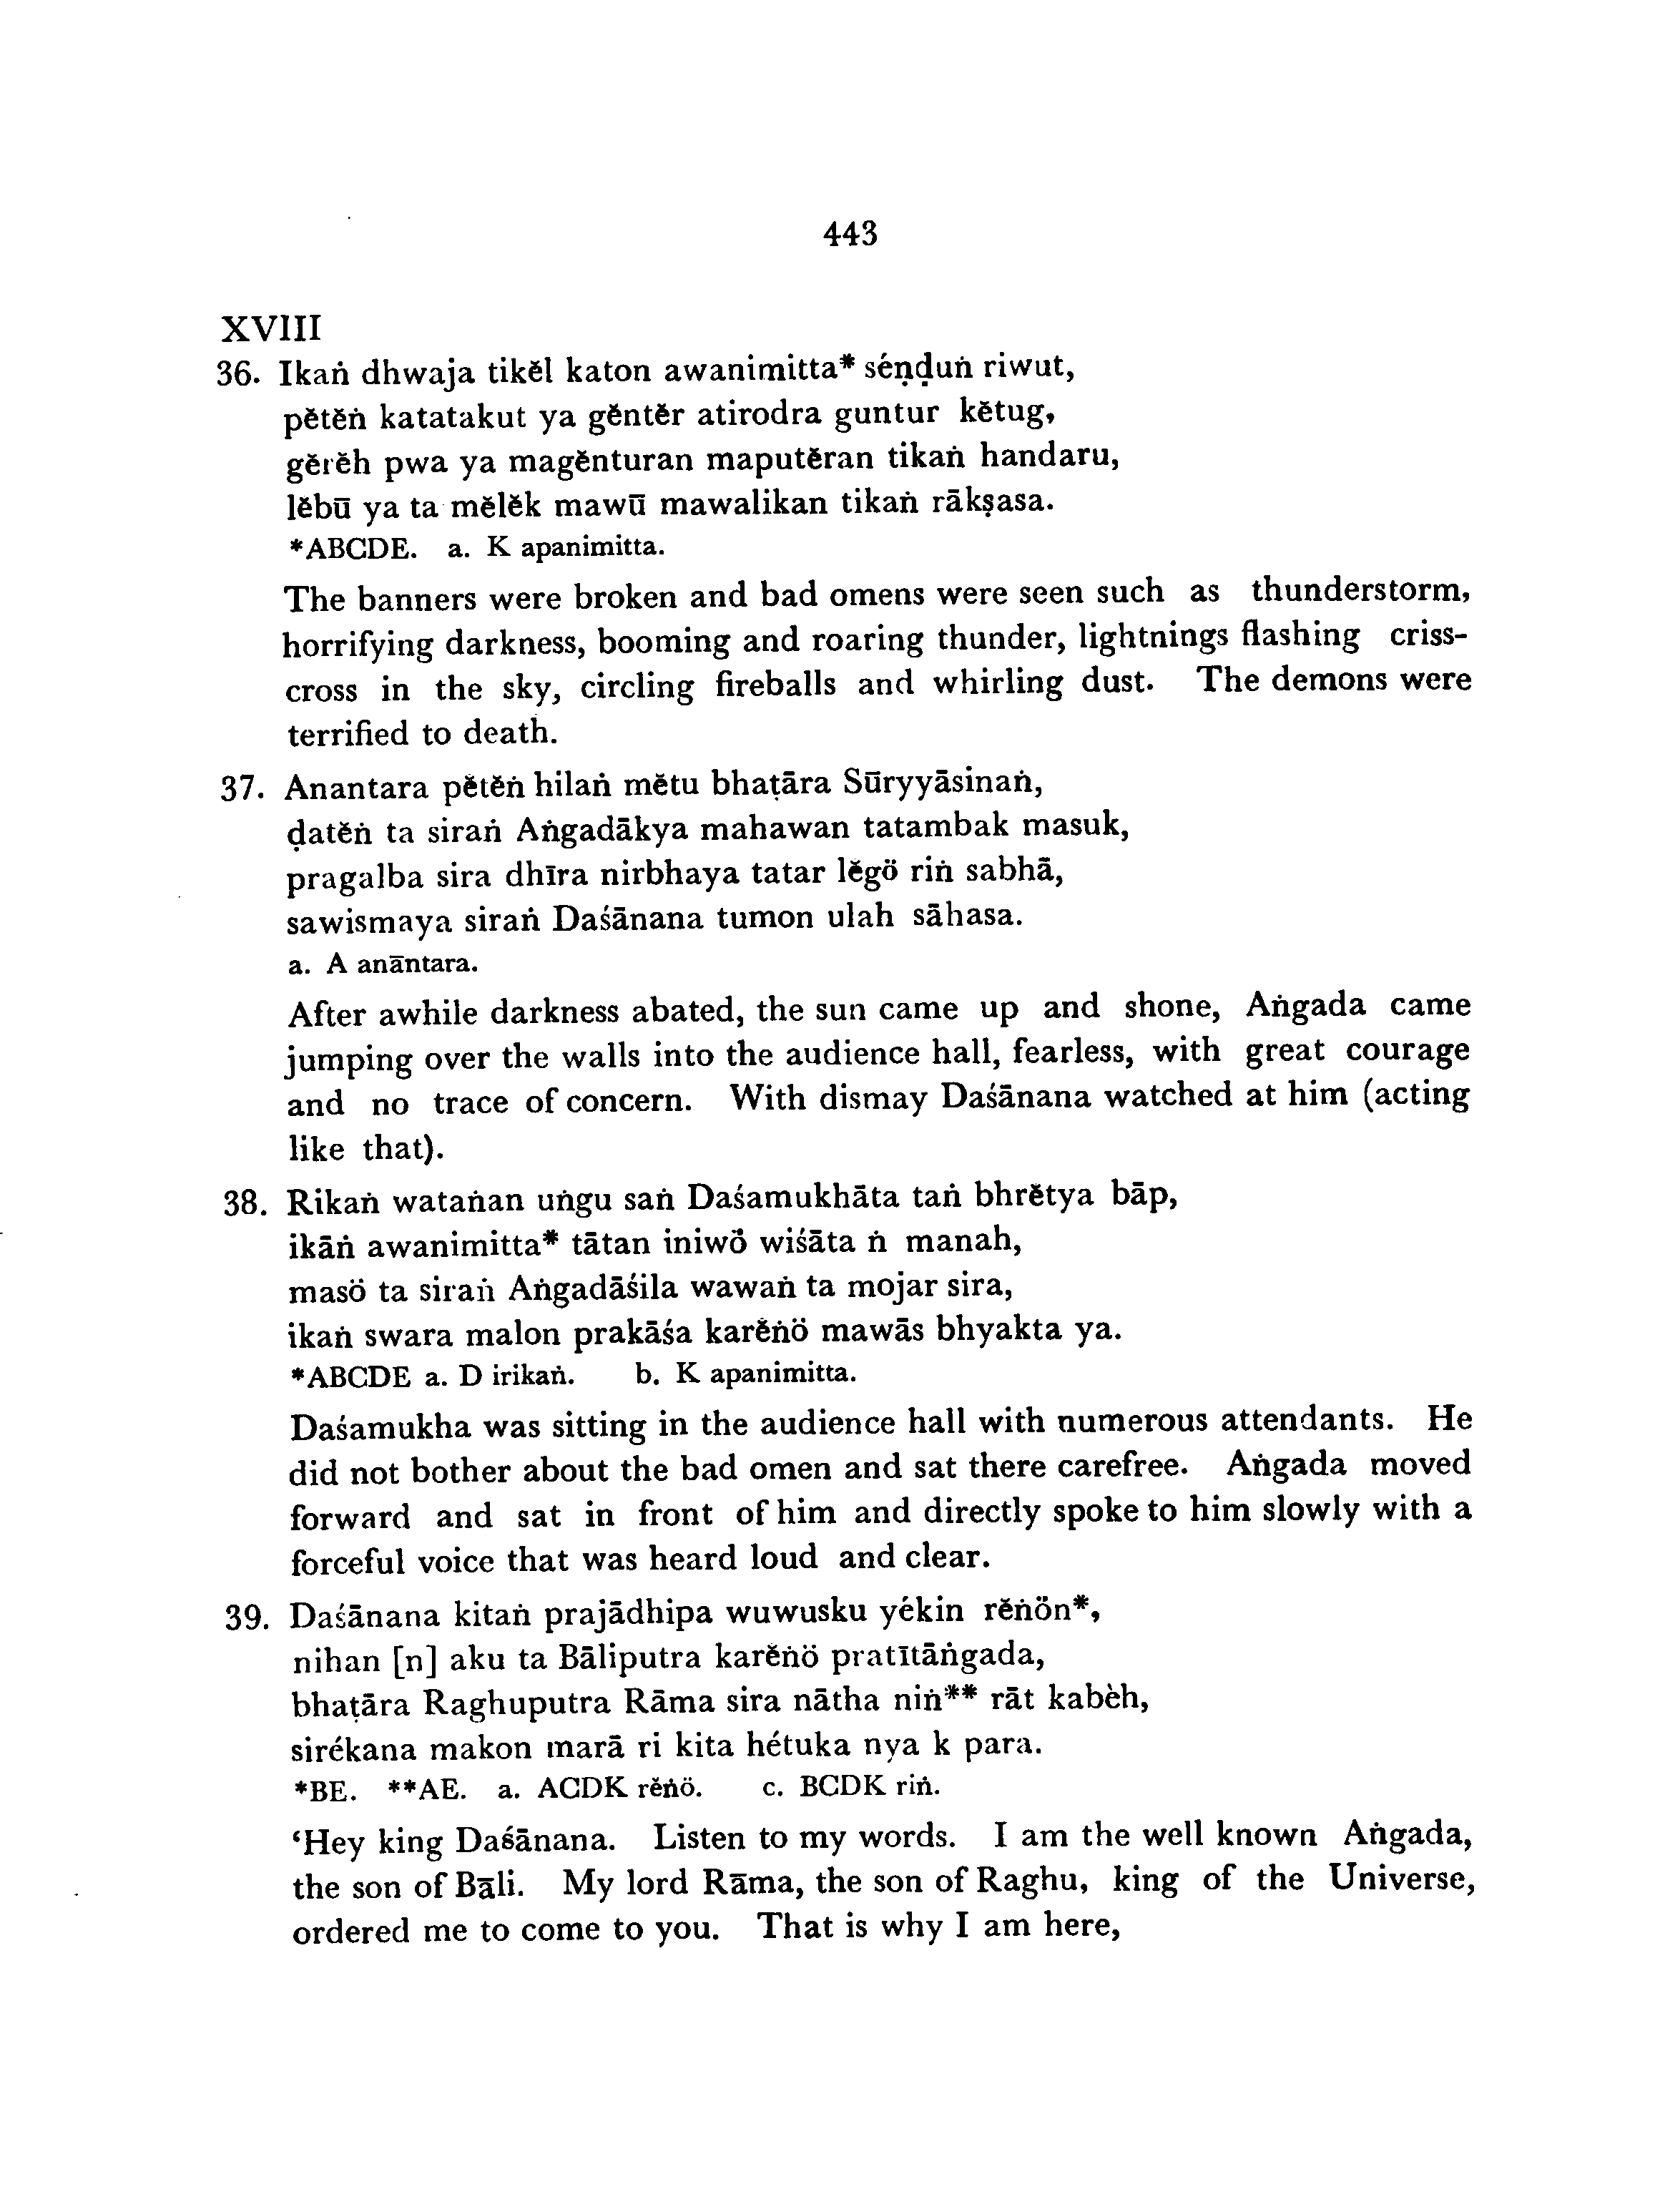 443
XVIII
36. Ikaṅ dhwaja tikĕl katon awanimitta* séṇḍuṅ riwut,
pĕtĕṅ katatakut ya gĕntĕr atirodra guntur kĕtug,
gĕrĕh pwa ya magĕnturan maputĕran tikaṅ handaru,
lĕbū ya ta mĕlĕk mawū mawalikan tikaṅ rākṣasa.
*ABCDE. a. K apanimitta.
The banners were broken and bad omens were seen such as thunderstorm,
horrifying darkness, booming and roaring thunder, lightnings flashing criss-
cross in the sky, circling fireballs and whirling dust. The demons were
terrified to death.
37. Anantara pĕtĕṅ hilaṅ mĕtu bhaṭāra Sūryyāsinaṅ,
ḍatĕṅ ta siraṅ Aṅgadākya mahawan tatambak masuk,
pragalba sira dhīra nirbhaya tatar lĕgö riṅ sabhā,
sawismaya siraṅ Daśānana tumon ulah sāhasa.
a. A anāntara.
After awhile darkness abated, the sun came up and shone, Aṅgada came
jumping over the walls into the audience hall, fearless, with great courage
and no trace of concern. With dismay Daśānana watched at him (acting
like that).
38. Rikaṅ wataṅan uṅgu saṅ Daśamukhāta taṅ bhrĕtya bāp,
ikāṅ awanimitta* tātan iniwö wiśāta ṅ manah,
masö ta siraṅ Aṅgadāśila wawaṅ ta mojar sira,
ikaṅ swara malon prakāśa karĕṅö mawās bhyakta ya.
*ABCDE a. D irikaṅ. b. K apanimitta.
Daśamukha was sitting in the audience hall with numerous attendants. He
did not bother about the bad omen and sat there carefree. Aṅgada moved
forward and sat in front of him and directly spoke to him slowly with a
forceful voice that was heard loud and clear.
39. Daśānana kitaṅ prajādhipa wuwusku yékin rĕṅön*,
nihan [n] aku ta Bāliputra karĕṅö pratītāṅgada,
bhaṭāra Raghuputra Rāma sira nātha niṅ** rāt kabèh,
sirékana makon marā ri kita hétuka nya k para.
*BE. **AE. a. ACDK rĕṅö. c. BCDK riṅ.
‘Hey king Daśānana. Listen to my words. I am the well known Aṅgada,
the son of Bāli. My lord Rāma, the son of Raghu, king of the Universe,
ordered me to come to you. That is why I am here,